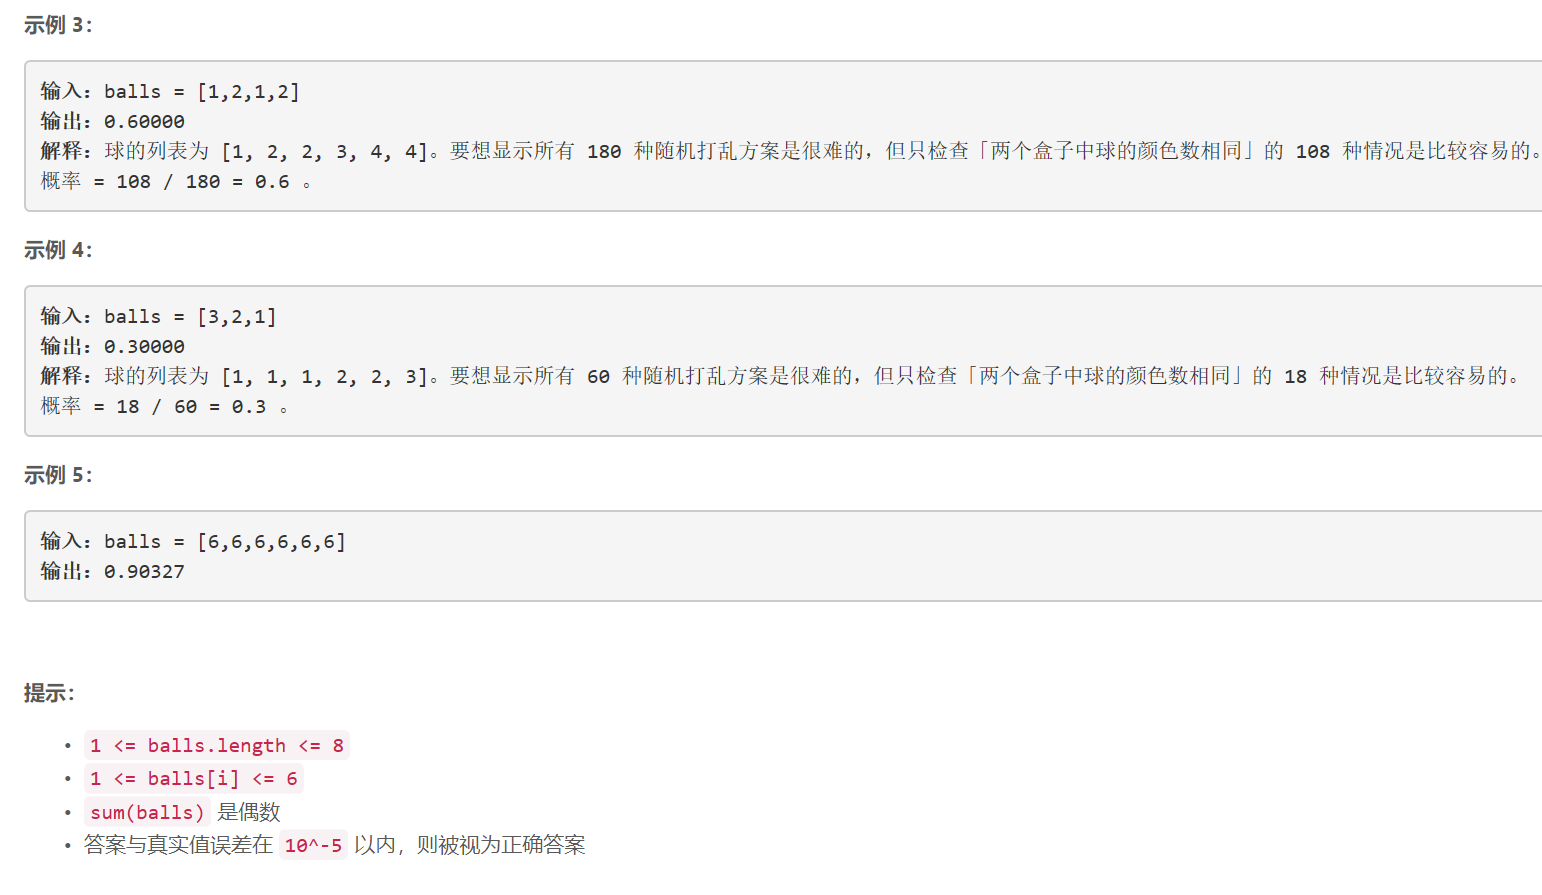 示例 3:
输入: balls = [1,2,1,2]
输出: 0.60000
解释: 球的列表为 [1, 2, 2, 3, 4, 4]。要想显示所有 180 种随机打乱方案是很难的，但只检查「两个盒子中球的颜色数相同」的 108 种情况是比较容易的。
概率 = 108 / 180 = 0.6 。
示例 4:
输入: balls = [3,2,1]
输出: 0.30000
解释: 球的列表为 [1, 1, 1, 2, 2, 3]。要想显示所有 60 种随机打乱方案是很难的，但只检查「两个盒子中球的颜色数相同」的 18 种情况是比较容易的。
概率 = 18 / 60 = 0.3 。
示例 5:
输入: balls = [6,6,6,6,6,6]
输出: 0.90327
提示:
• 1 <= balls.length <= 8
• 1 <= balls[i] <= 6
• sum(balls) 是偶数
• 答案与真实值误差在 10^-5 以内，则被视为正确答案